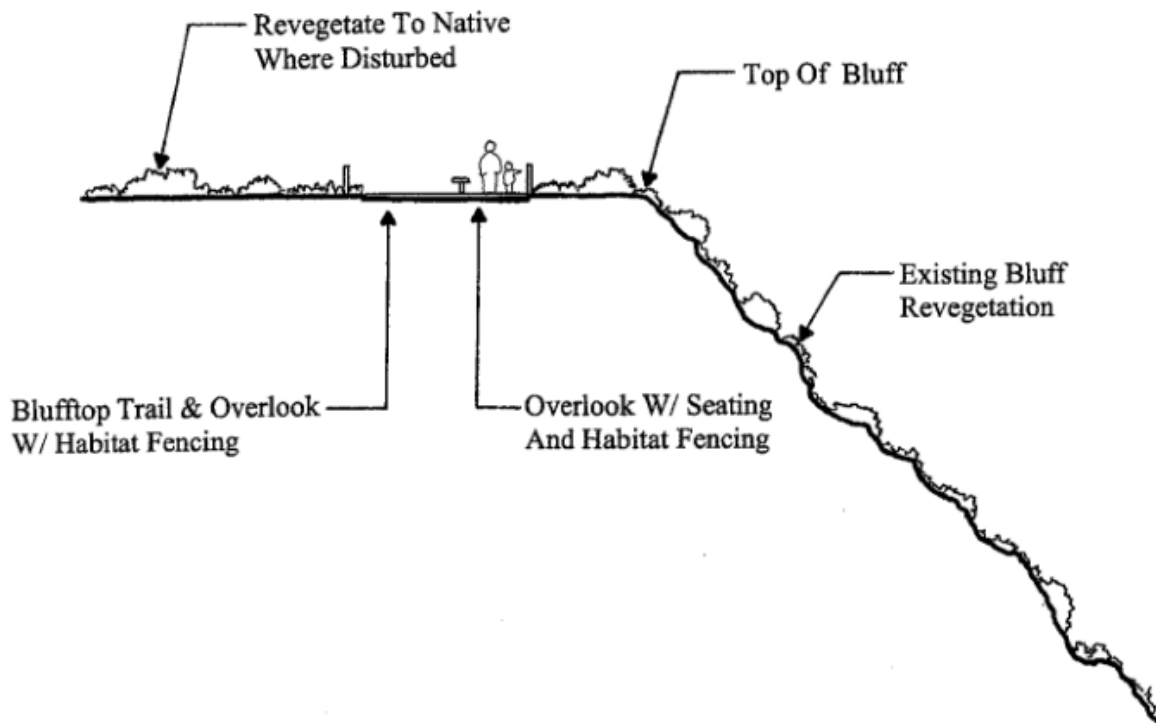 Revegetate To Native
Where Disturbed
Top Of Bluff
Existing Bluff
Revegetation
Blufftop Trail & Overlook
W/ Habitat Fencing
Overlook W/ Seating
And Habitat Fencing